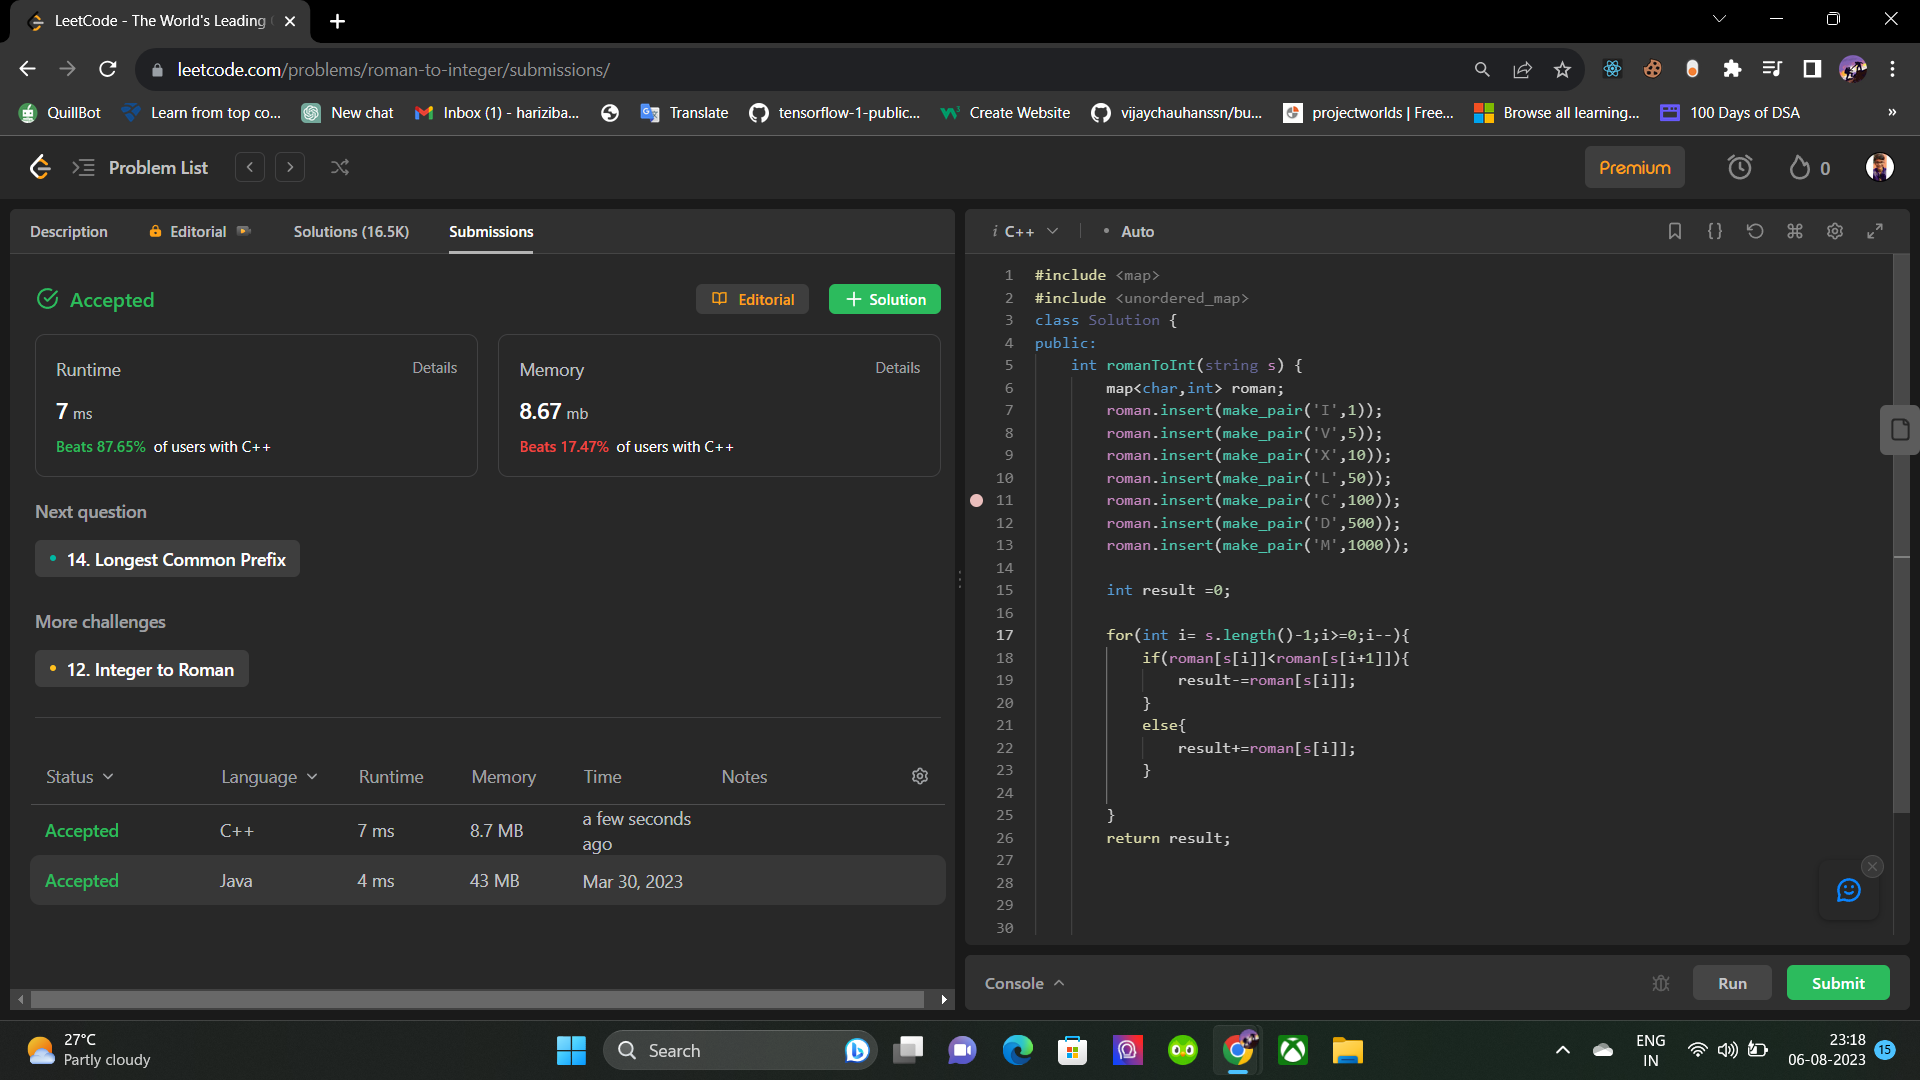 LeetCode - The World's Leading
leetcode.com/problems/roman-to-integer/submissions/
QuillBot Learn from top co... New chat Inbox (1) - hariziba... Translate tensorflow-1-public... Create Website vijaychauhanssn/bu... projectworlds | Free... Browse all learning... 100 Days of DSA »
Problem List
Premium 0
Description Editorial Solutions (16.5K) Submissions
Accepted
Editorial + Solution
Runtime Details
7 ms
Beats 87.65% of users with C++
Memory Details
8.67 mb
Beats 17.47% of users with C++
Next question
14. Longest Common Prefix
More challenges
12. Integer to Roman
Status Language Runtime Memory Time Notes
Accepted C++ 7 ms 8.7 MB a few seconds ago
Accepted Java 4 ms 43 MB Mar 30, 2023
i C++ • Auto
1 #include <map>
2 #include <unordered_map>
3 class Solution {
4 public:
5 int romanToInt(string s) {
6 map<char,int> roman;
7 roman.insert(make_pair('I',1));
8 roman.insert(make_pair('V',5));
9 roman.insert(make_pair('X',10));
10 roman.insert(make_pair('L',50));
11 roman.insert(make_pair('C',100));
12 roman.insert(make_pair('D',500));
13 roman.insert(make_pair('M',1000));
14
15 int result =0;
16
17 for(int i= s.length()-1;i>=0;i--){
18 if(roman[s[i]]<roman[s[i+1]]){
19 result-=roman[s[i]];
20 }
21 else{
22 result+=roman[s[i]];
23 }
24
25 }
26 return result;
27
28
29
30
Console Run Submit
27°C
Partly cloudy
Search
ENG
IN
23:18
06-08-2023
15